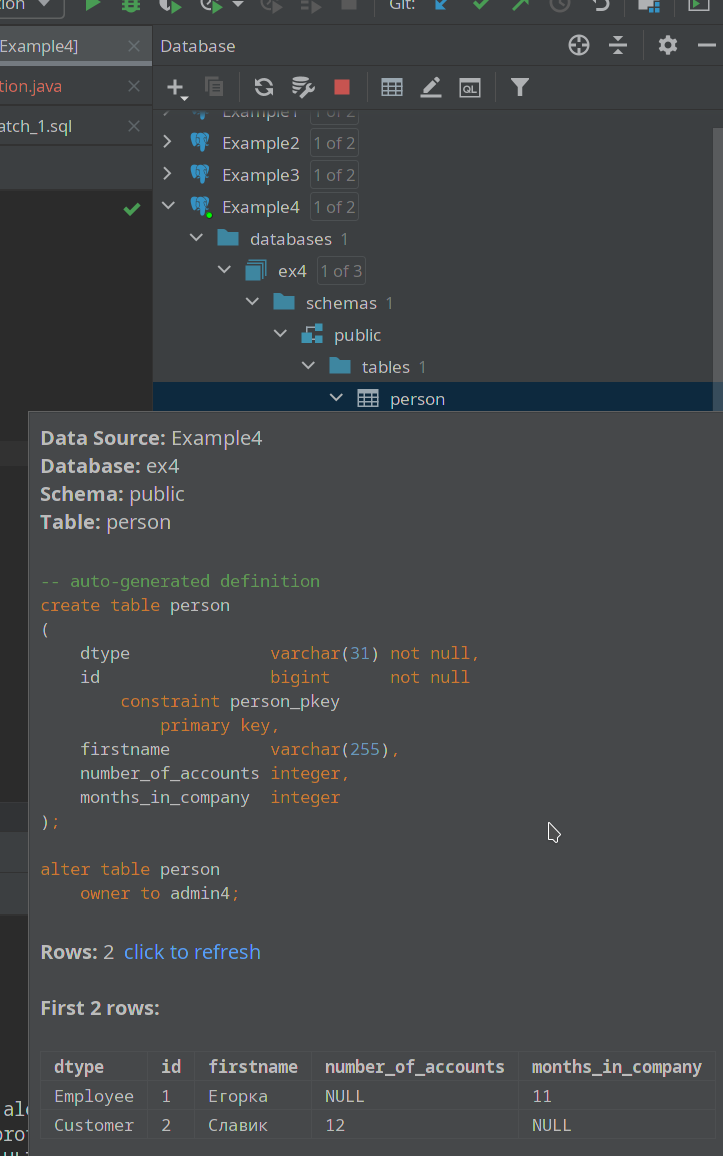 Git:
Example4]
Database
tion.java
atch_1.sql
QL
Example1 1 of 2
Example2 1 of 2
Example3 1 of 2
Example4 1 of 2
databases 1
ex4 1 of 3
schemas 1
public
tables 1
person
Data Source: Example4
Database: ex4
Schema: public
Table: person
-- auto-generated definition
create table person
(
dtype varchar(31) not null,
id bigint not null
constraint person_pkey
primary key,
firstname varchar(255),
number_of_accounts integer,
months_in_company integer
);
alter table person
owner to admin4;
Rows: 2 click to refresh
First 2 rows:
dtype id firstname number_of_accounts months_in_company
Employee 1 Егорка NULL 11
Customer 2 Славик 12 NULL